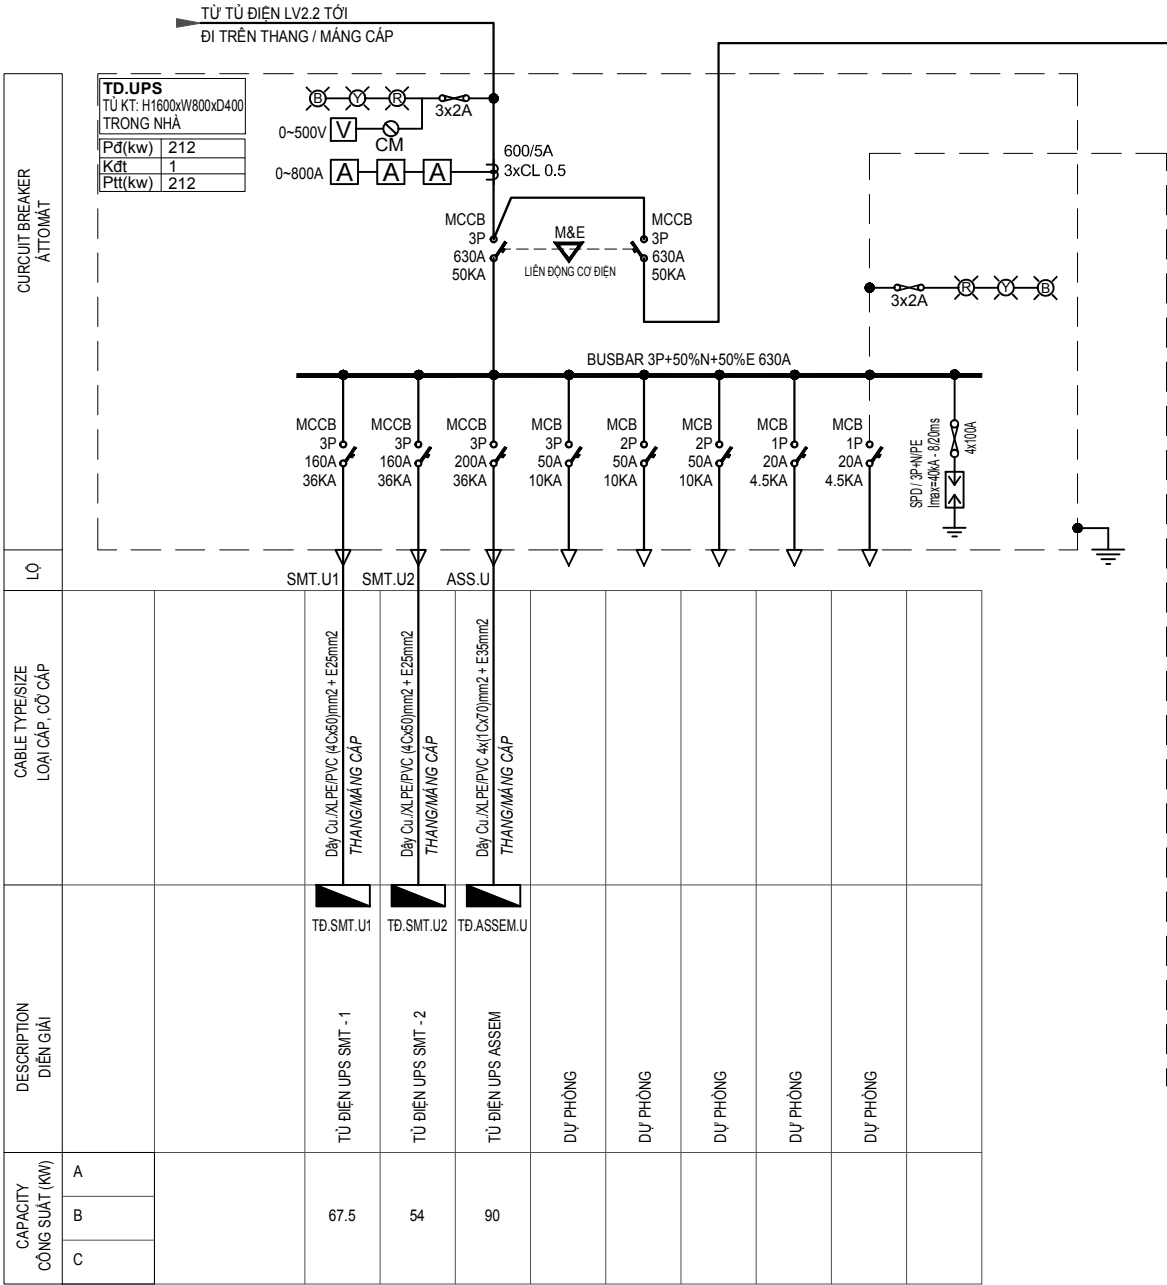 TỪ TỦ ĐIỆN LV2.2 TỚI
ĐI TRÊN THANG / MÁNG CÁP
TD.UPS
TỦ KT: H1600xW800xD400
TRONG NHÀ
Pđ(kw) 212
Kđt 1
Ptt(kw) 212
B Y R
3x2A
0~500V V
CM
0~800A A A A
600/5A
3xCL 0.5
MCCB
3P
630A
50KA
M&E
LIÊN ĐỘNG CƠ ĐIỆN
MCCB
3P
630A
50KA
3x2A
R Y B
BUSBAR 3P+50%N+50%E 630A
MCCB
3P
160A
36KA
MCCB
3P
160A
36KA
MCCB
3P
200A
36KA
MCB
3P
50A
10KA
MCB
2P
50A
10KA
MCB
2P
50A
10KA
MCB
1P
20A
4.5KA
MCB
1P
20A
4.5KA
SPD / 3P+N/PE
Imax=40kA - 8/20ms
4x100A
CURCUIT BREAKER
ÁTTOMÁT
LỘ
SMT.U1
SMT.U2
ASS.U
CABLE TYPE/SIZE
LOẠI CÁP, CỠ CÁP
Dây Cu./XLPE/PVC (4Cx50)mm2 + E25mm2
THANG/MÁNG CÁP
Dây Cu./XLPE/PVC (4Cx50)mm2 + E25mm2
THANG/MÁNG CÁP
Dây Cu./XLPE/PVC 4x(1Cx70)mm2 + E35mm2
THANG/MÁNG CÁP
TĐ.SMT.U1
TĐ.SMT.U2
TĐ.ASSEM.U
DESCRIPTION
DIỄN GIẢI
TỦ ĐIỆN UPS SMT - 1
TỦ ĐIỆN UPS SMT - 2
TỦ ĐIỆN UPS ASSEM
DỰ PHÒNG
DỰ PHÒNG
DỰ PHÒNG
DỰ PHÒNG
DỰ PHÒNG
CAPACITY
CÔNG SUẤT (KW)
A
B
C
67.5
54
90